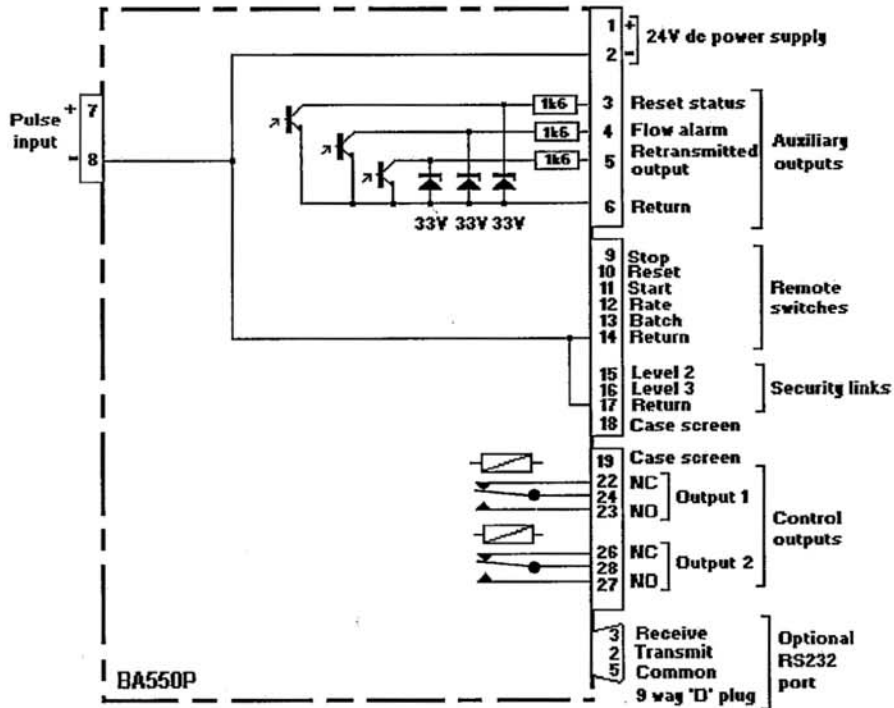 1 +
24V dc power supply
2 -
Pulse input
+ 7
- 8
1k6 3 Reset status
1k6 4 Flow alarm
1k6 5 Retransmitted output
Auxiliary outputs
6 Return
33V 33V 33V
9 Stop
10 Reset
11 Start
12 Rate
13 Batch
14 Return
Remote switches
15 Level 2
16 Level 3
17 Return
Security links
18 Case screen
19 Case screen
22 NC
24 Output 1
23 NO
26 NC
28 Output 2
27 NO
Control outputs
3 Receive
2 Transmit
5 Common
9 way 'D' plug
Optional RS232 port
BA550P